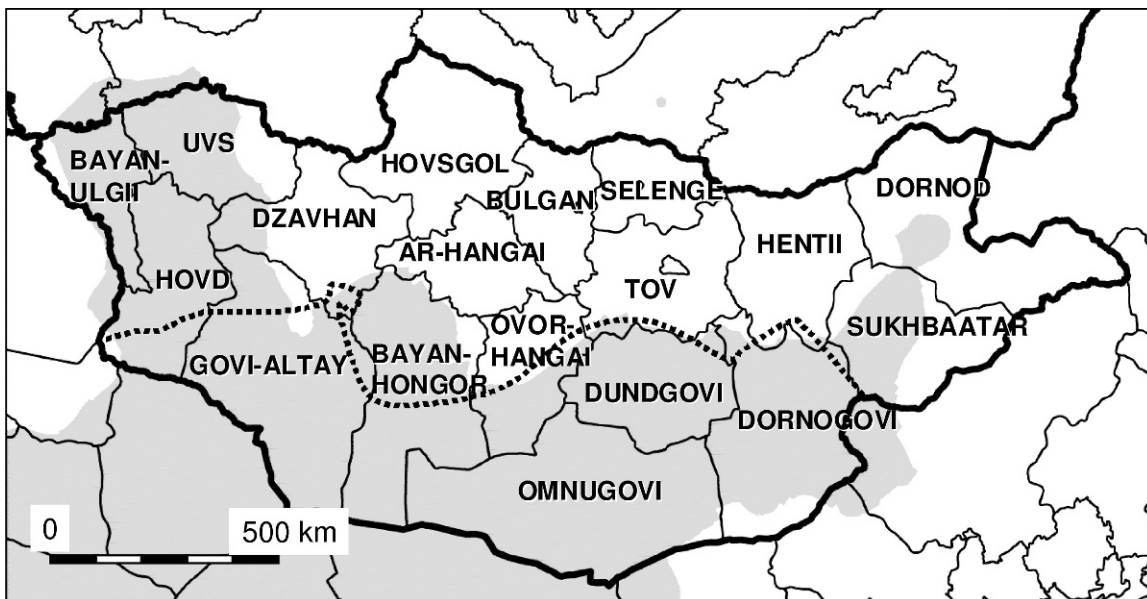 UVS
BAYAN-
ULGII
HOVSGOL
BULGAN
SELENGE
DORNOD
DZAVHAN
AR-HANGAI
HENTII
HOVD
TOV
OVOR-
HANGAI
SUKHBAATAR
GOVI-ALTAY
BAYAN-
HONGOR
DUNDGOVI
DORNOGOVI
OMNUGOVI
0 500 km